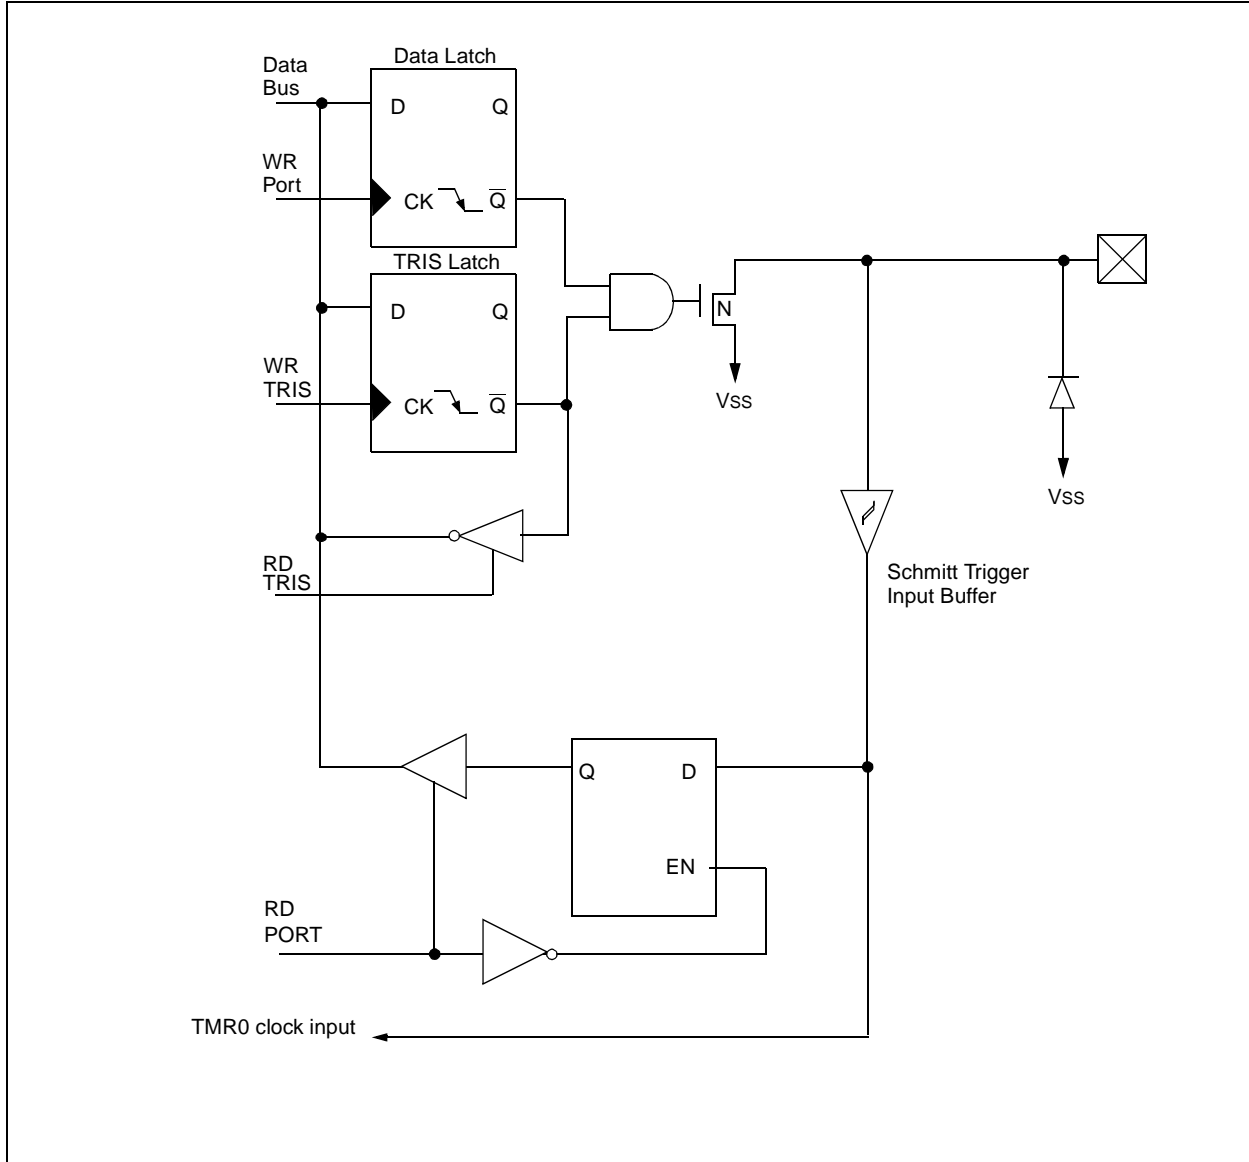 Data Latch
Data
Bus
D Q
WR
Port
CK Q̅
TRIS Latch
D Q
N
WR
TRIS
CK Q̅
VSS
VSS
RD
TRIS
Schmitt Trigger
Input Buffer
Q D
EN
RD
PORT
TMR0 clock input